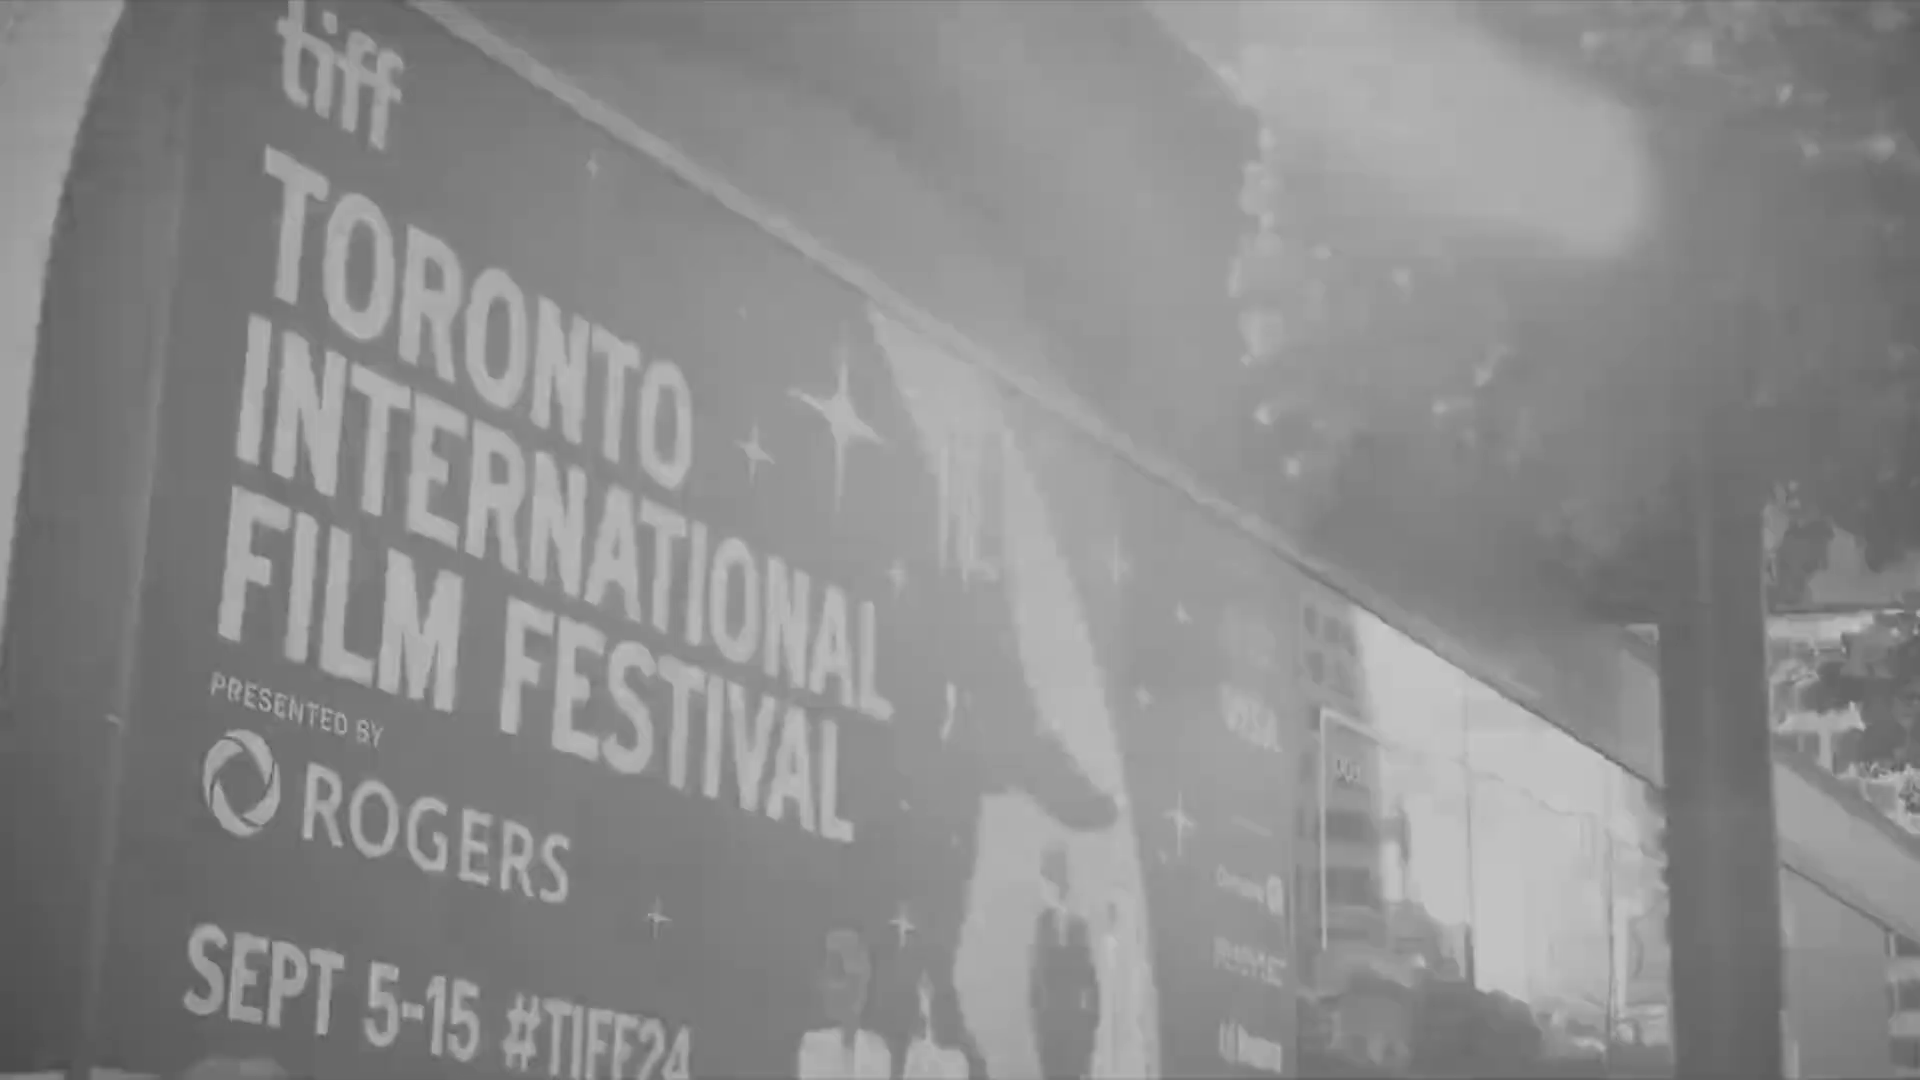 tiff
TORONTO
INTERNATIONAL
FILM FESTIVAL
PRESENTED BY
ROGERS
SEPT 5-15 #TIFF24
VISA